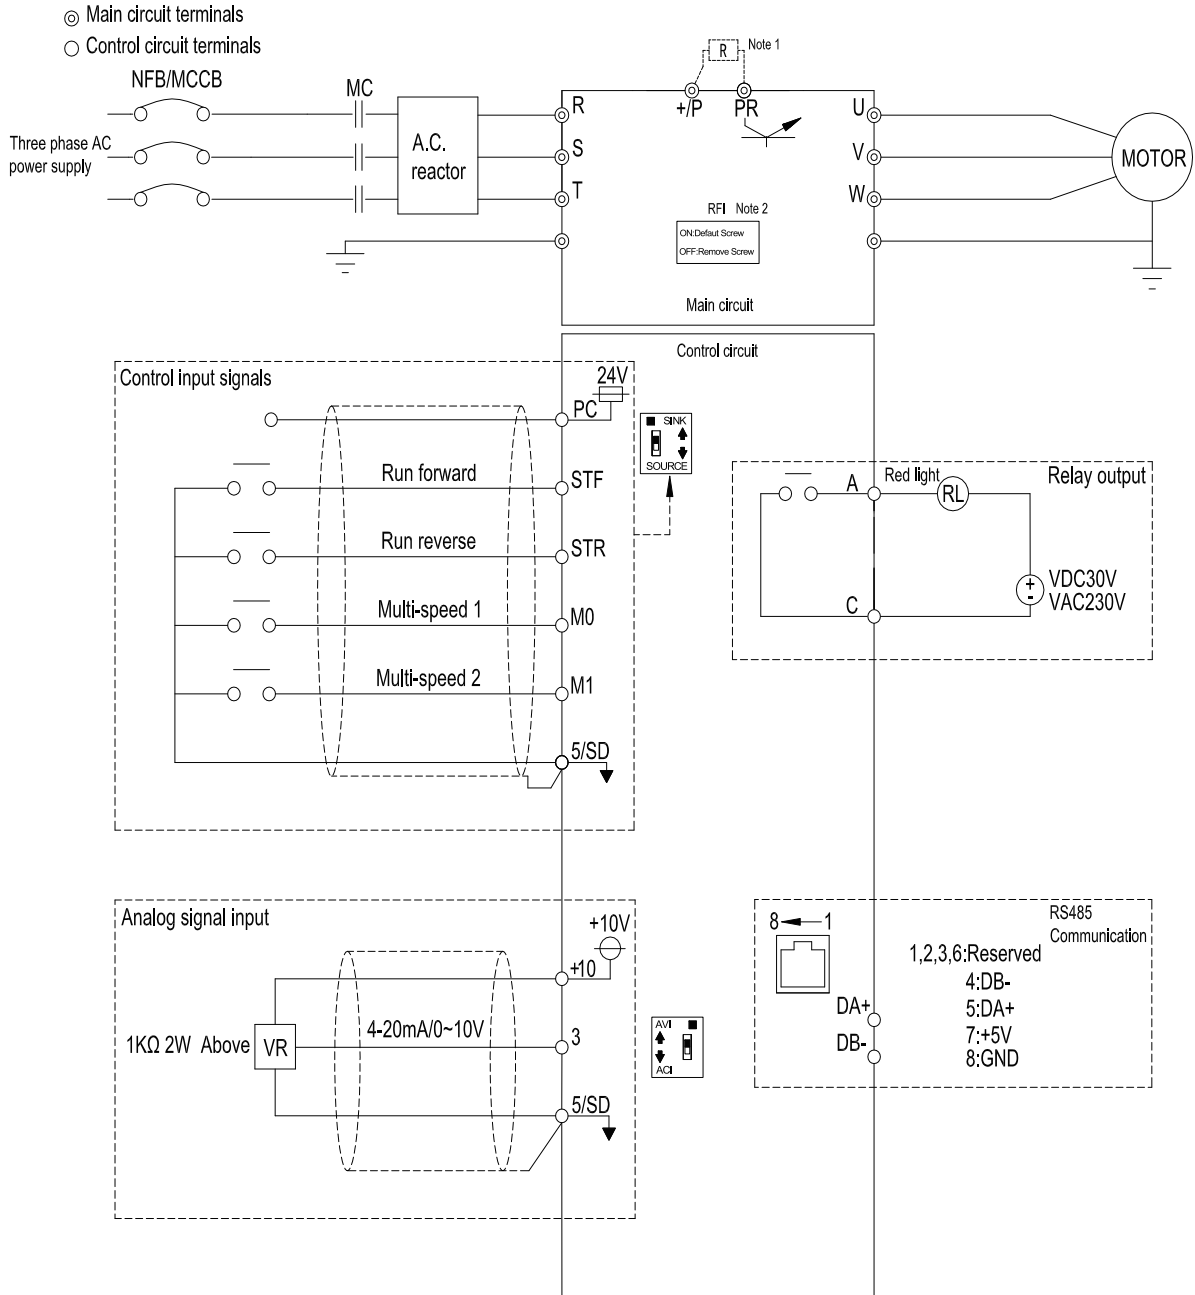 Main circuit terminals
Control circuit terminals
NFB/MCCB
MC
Three phase AC
power supply
A.C.
reactor
R
S
T
R
Note 1
+/P
PR
RFI Note 2
ON:Defaut Screw
OFF:Remove Screw
U
V
W
MOTOR
Main circuit
Control circuit
Control input signals
24V
PC
SINK
SOURCE
Run forward
STF
Run reverse
STR
Multi-speed 1
M0
Multi-speed 2
M1
5/SD
Relay output
A
Red light
RL
VDC30V
VAC230V
+
-
C
Analog signal input
+10V
+10
4-20mA/0~10V
3
1KΩ 2W Above
VR
5/SD
AVI
ACI
RS485
Communication
8
1
1,2,3,6:Reserved
4:DB-
5:DA+
7:+5V
8:GND
DA+
DB-